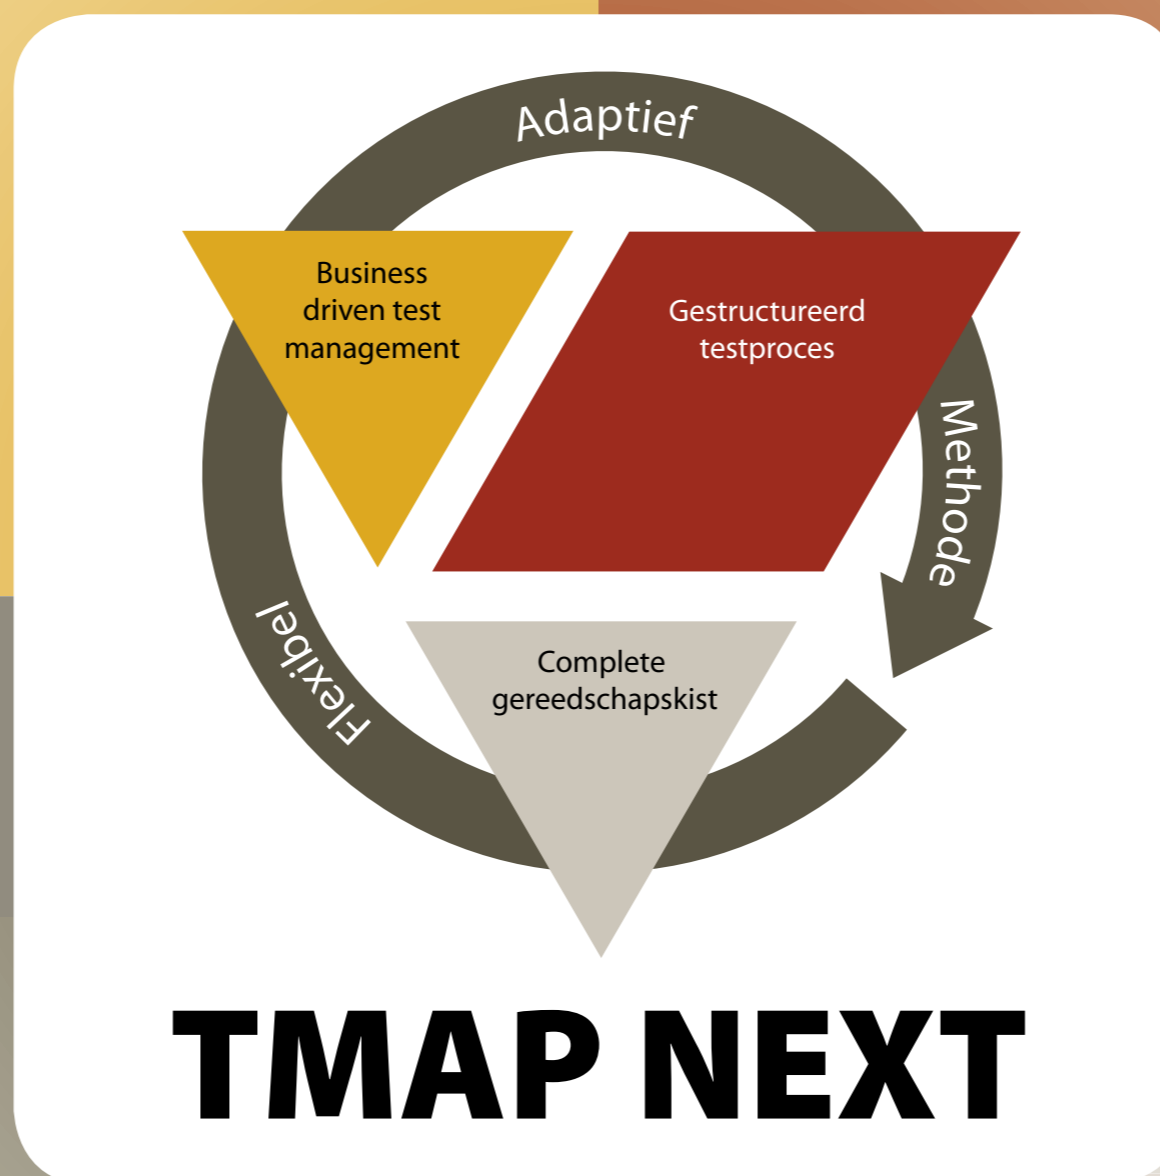 Adaptief
Business
driven test
management
Gestructureerd
testproces
Methode
Flexibel
Complete
gereedschapskist
TMAP NEXT